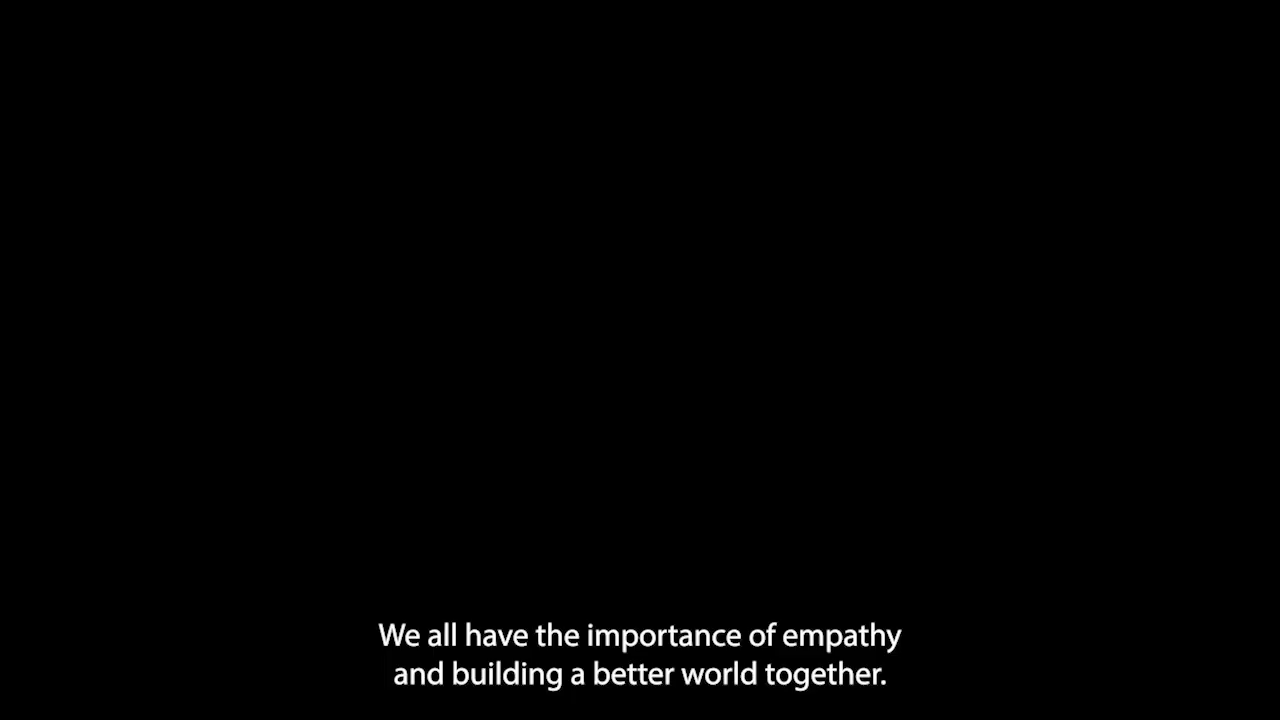 We all have the importance of empathy
and building a better world together.